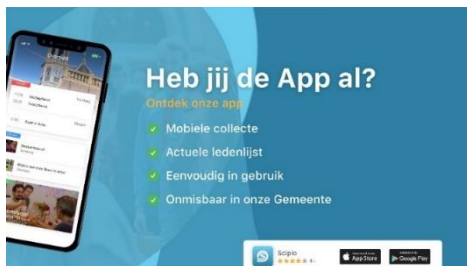 Heb jij de App al?
Ontdek onze app
Mobiele collecte
Actuele ledenlijst
Eenvoudig in gebruik
Onmisbaar in onze Gemeente
Scipio
App Store
Google Play